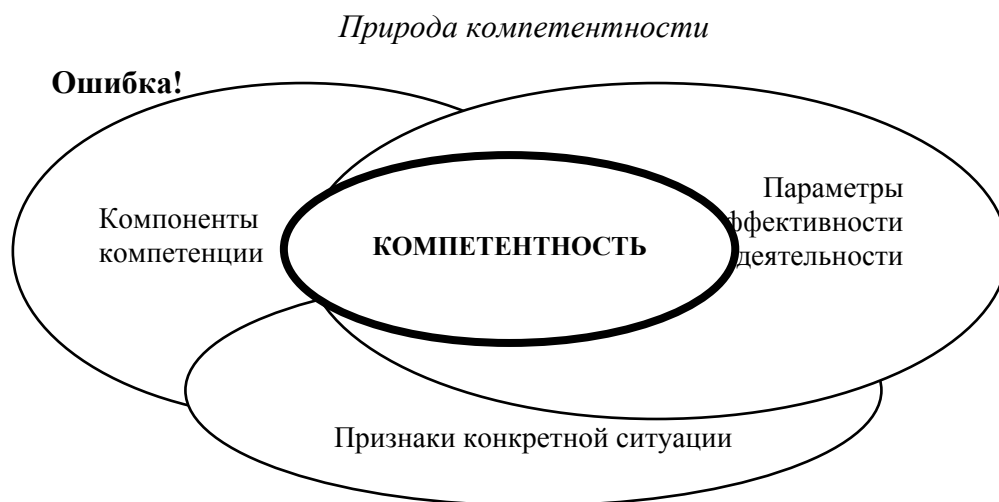 Природа компетентности
Ошибка!
Компоненты
компетенции
КОМПЕТЕНТНОСТЬ
Параметры
ффективности
деятельности
Признаки конкретной ситуации